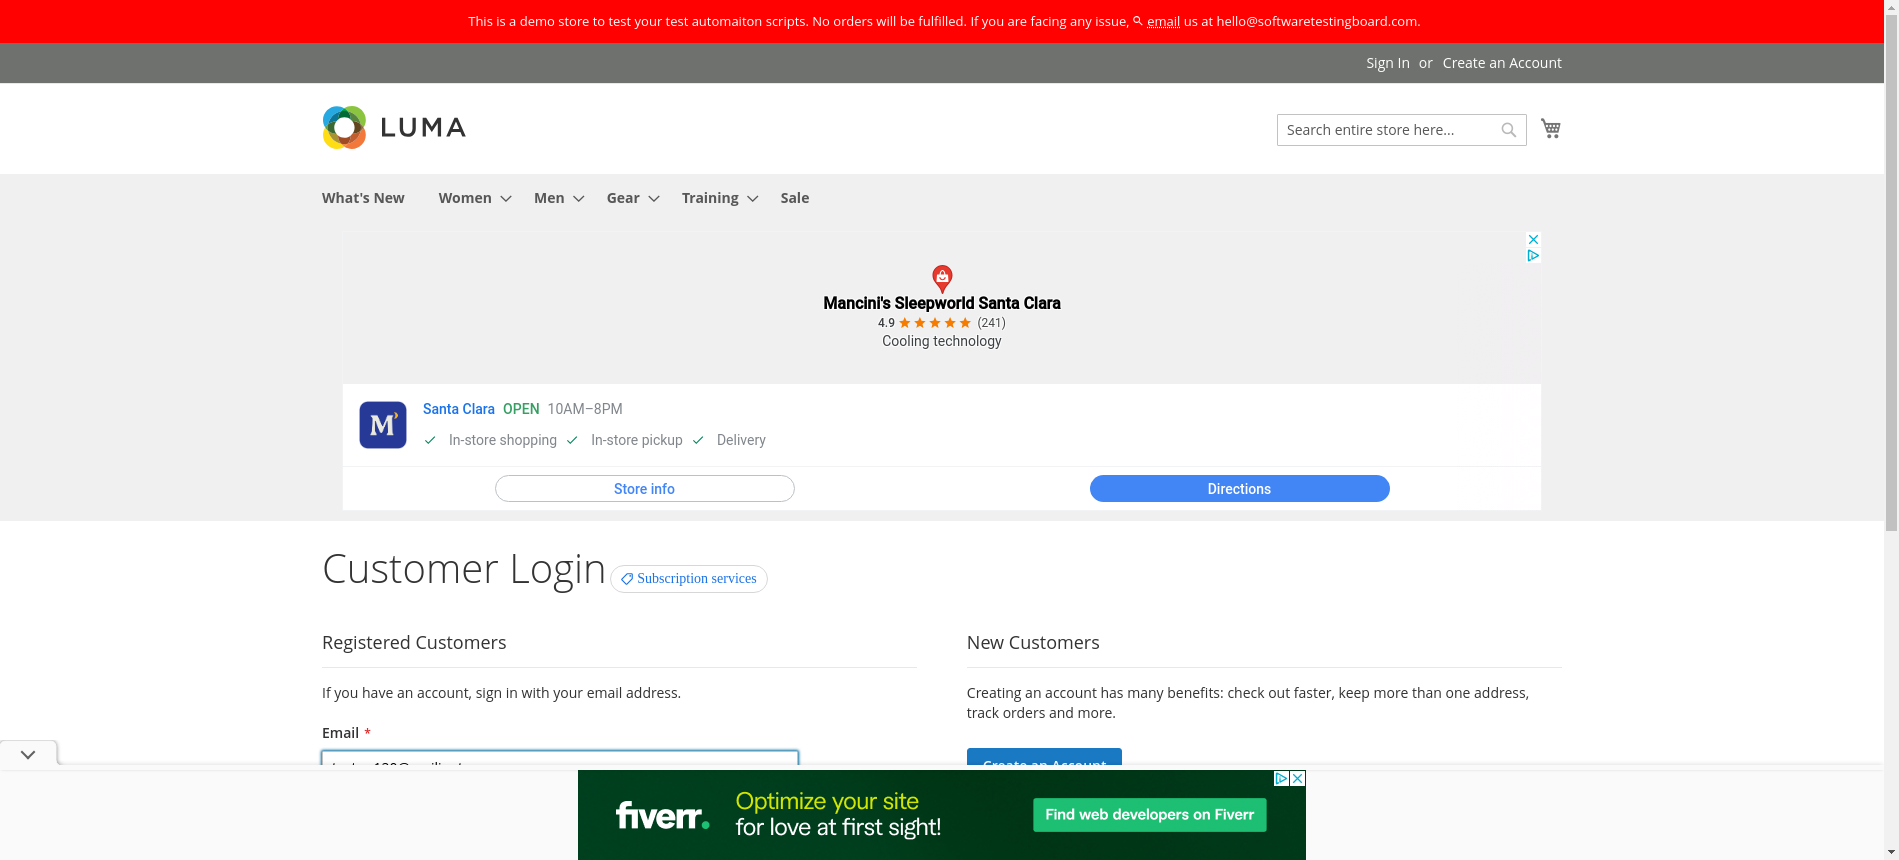 This is a demo store to test your test automaiton scripts. No orders will be fulfilled. If you are facing any issue, email us at hello@softwaretestingboard.com.
Sign In or Create an Account
LUMA
Search entire store here...
What's New Women Men Gear Training Sale
Mancini's Sleepworld Santa Clara
4.9 (241)
Cooling technology
M
Santa Clara OPEN 10AM–8PM
In-store shopping In-store pickup Delivery
Store info Directions
Customer Login Subscription services
Registered Customers
If you have an account, sign in with your email address.
Email *
New Customers
Creating an account has many benefits: check out faster, keep more than one address,
track orders and more.
Create an Account
fiverr.
Optimize your site
for love at first sight!
Find web developers on Fiverr